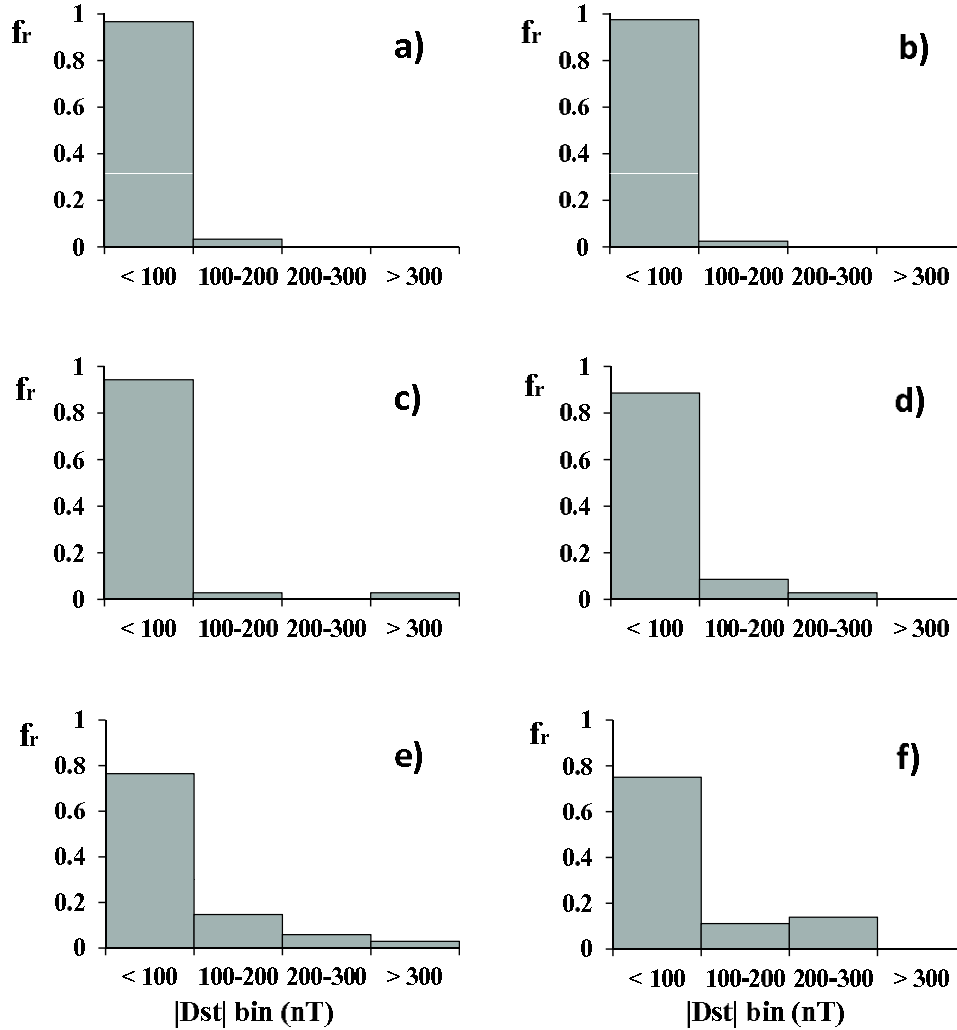 fr 1 0.8 0.6 0.4 0.2 0 a)
< 100 100-200 200-300 > 300
fr 1 0.8 0.6 0.4 0.2 0 b)
< 100 100-200 200-300 > 300
fr 1 0.8 0.6 0.4 0.2 0 c)
< 100 100-200 200-300 > 300
fr 1 0.8 0.6 0.4 0.2 0 d)
< 100 100-200 200-300 > 300
fr 1 0.8 0.6 0.4 0.2 0 e)
< 100 100-200 200-300 > 300
|Dst| bin (nT)
fr 1 0.8 0.6 0.4 0.2 0 f)
< 100 100-200 200-300 > 300
|Dst| bin (nT)